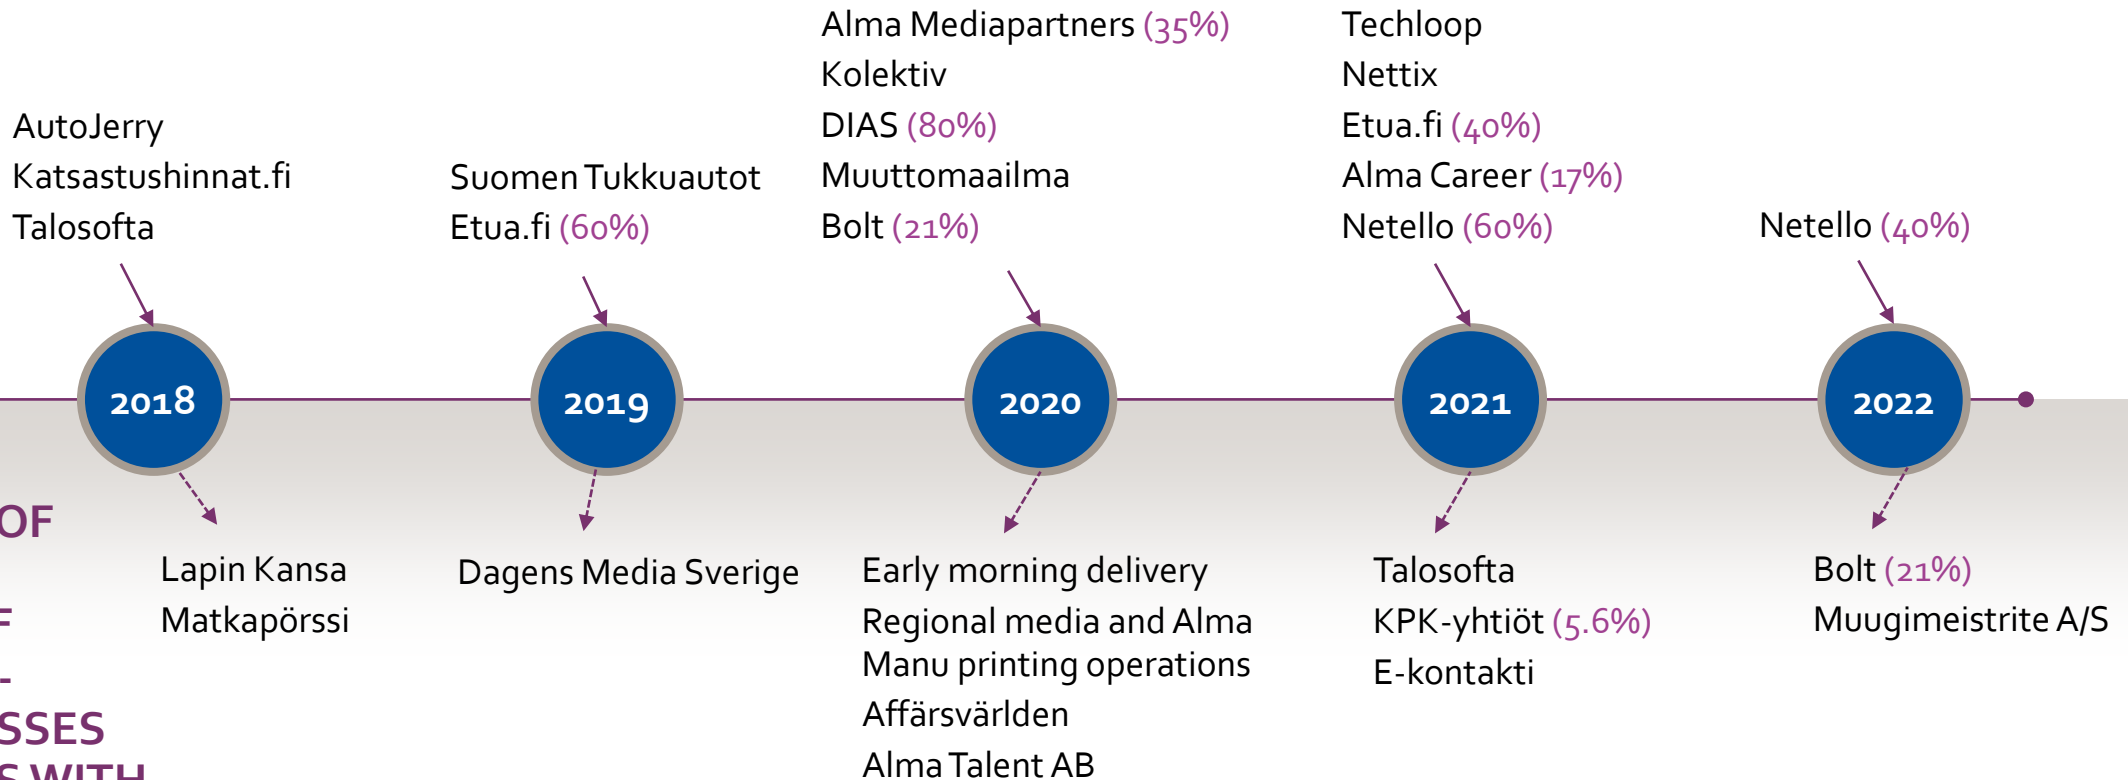 AutoJerry
Katsastushinnat.fi
Talosofta
Suomen Tukkuautot
Etua.fi (60%)
Alma Mediapartners (35%)
Kolektiv
DIAS (80%)
Muuttomaailma
Bolt (21%)
Techloop
Nettix
Etua.fi (40%)
Alma Career (17%)
Netello (60%)
Netello (40%)
2018
2019
2020
2021
2022
OF
SSES
S WITH
Lapin Kansa
Matkapörssi
Dagens Media Sverige
Early morning delivery
Regional media and Alma
Manu printing operations
Affärsvärlden
Alma Talent AB
Talosofta
KPK-yhtiöt (5.6%)
E-kontakti
Bolt (21%)
Muugimeistrite A/S